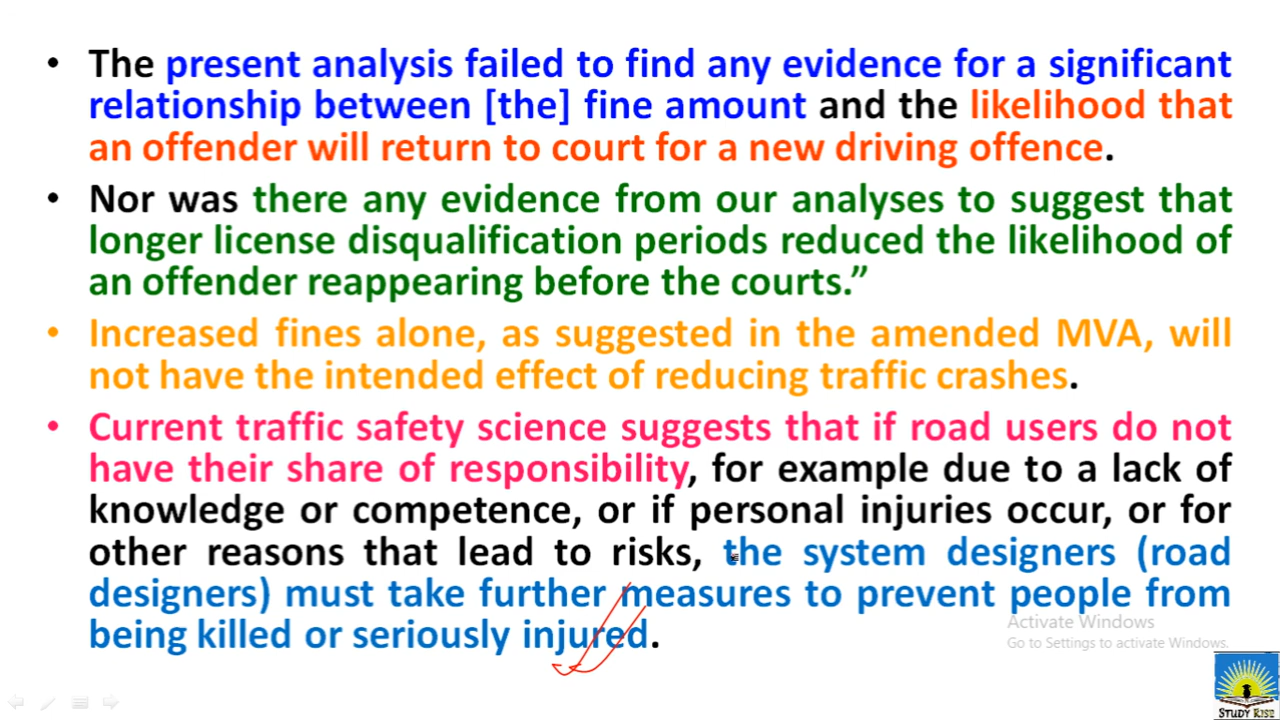 • The present analysis failed to find any evidence for a significant
relationship between [the] fine amount and the likelihood that
an offender will return to court for a new driving offence.
• Nor was there any evidence from our analyses to suggest that
longer license disqualification periods reduced the likelihood of
an offender reappearing before the courts.”
• Increased fines alone, as suggested in the amended MVA, will
not have the intended effect of reducing traffic crashes.
• Current traffic safety science suggests that if road users do not
have their share of responsibility, for example due to a lack of
knowledge or competence, or if personal injuries occur, or for
other reasons that lead to risks, the system designers (road
designers) must take further measures to prevent people from
being killed or seriously injured.
Activate Windows
Go to Settings to activate Windows.
STUDY RISE